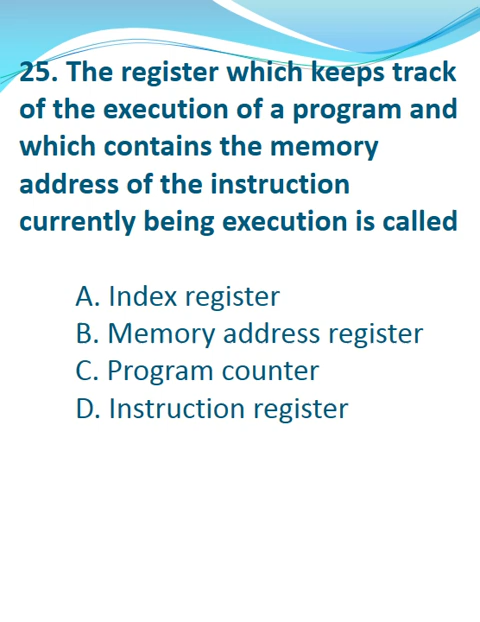 25. The register which keeps track
of the execution of a program and
which contains the memory
address of the instruction
currently being execution is called
A. Index register
B. Memory address register
C. Program counter
D. Instruction register